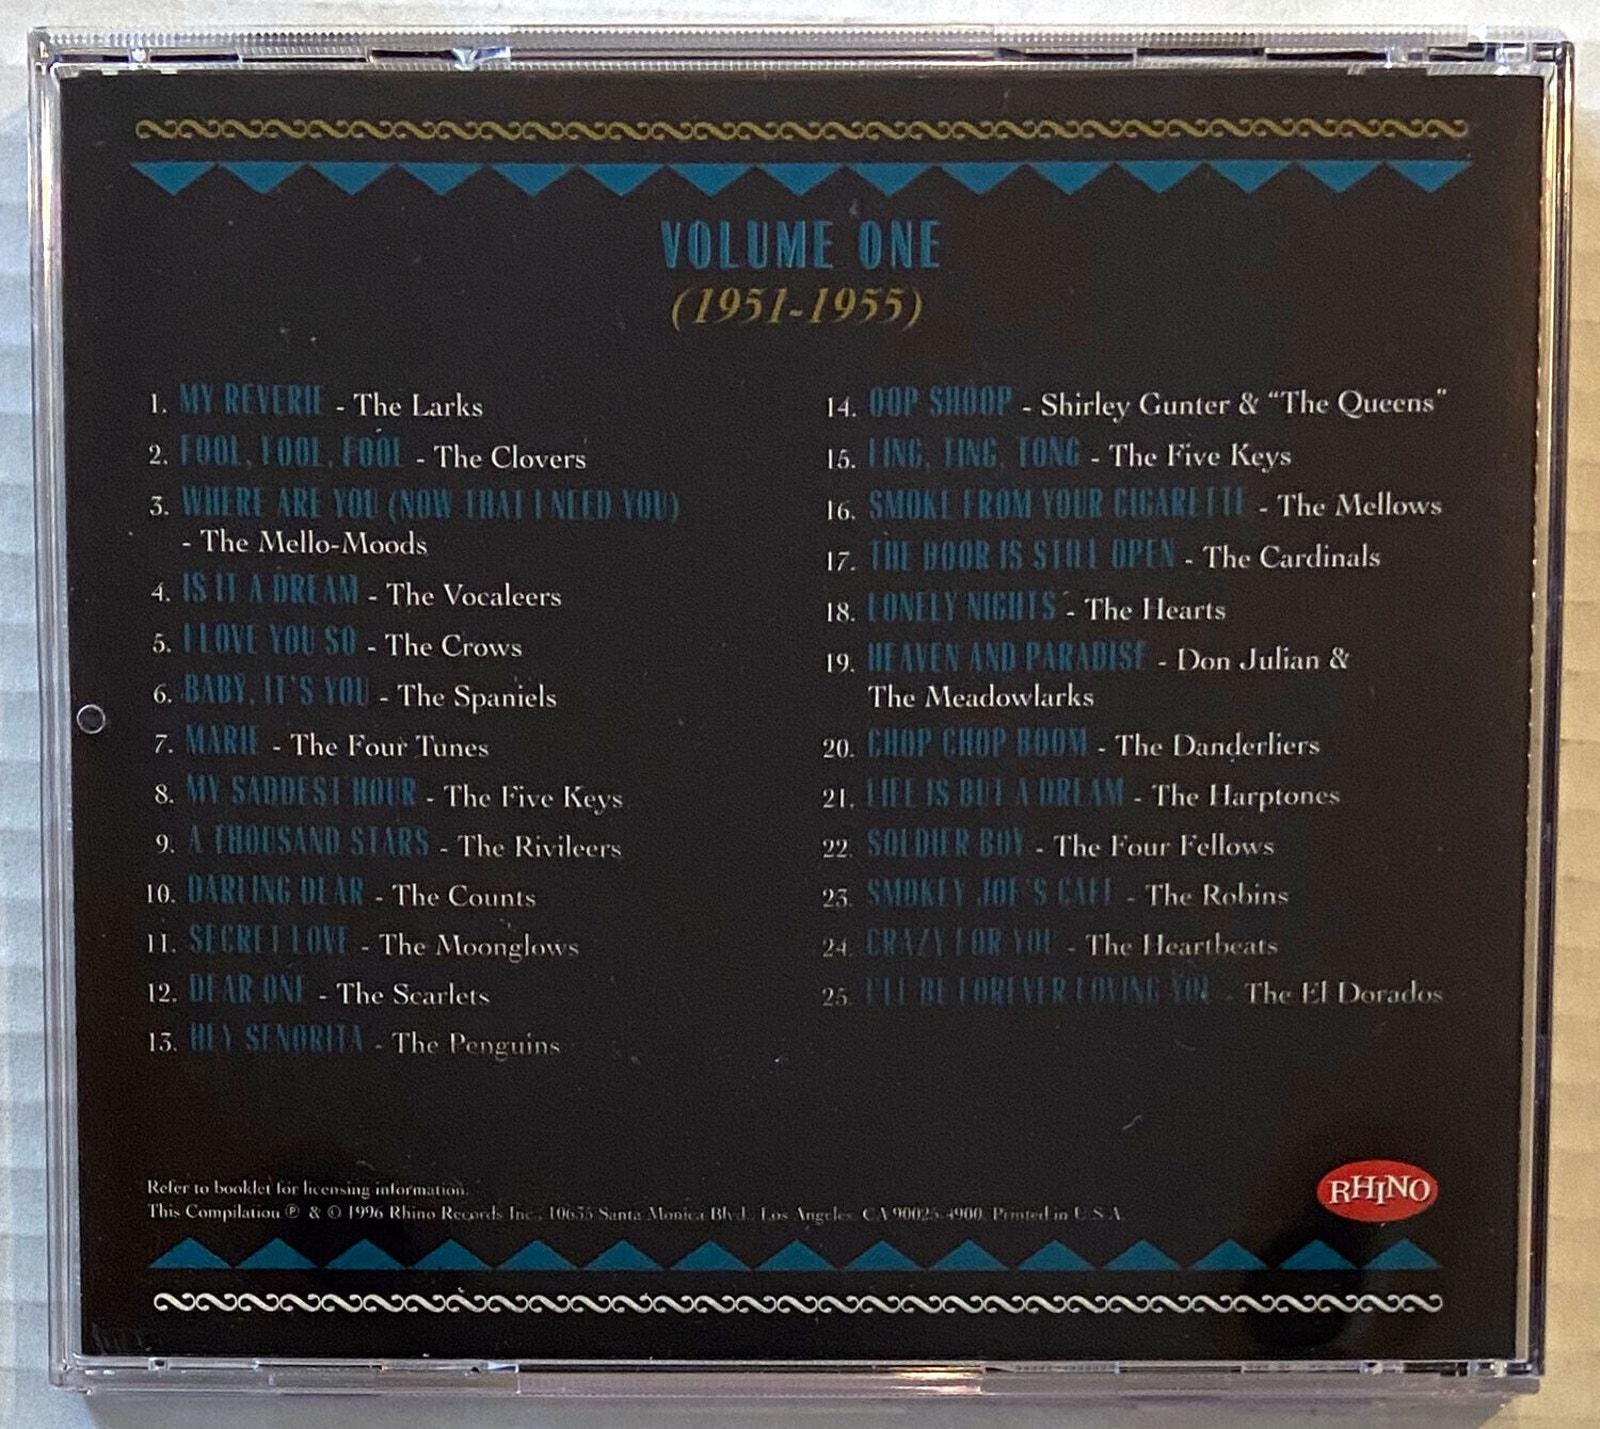 VOLUME ONE
(1951-1955)
1. MY REVERIE - The Larks
2. FOOL, FOOL, FOOL - The Clovers
3. WHERE ARE YOU (NOW THAT I NEED YOU)
- The Mello-Moods
4. IS IT A DREAM - The Vocaleers
5. I LOVE YOU SO - The Crows
6. BABY, IT'S YOU - The Spaniels
7. MARIE - The Four Tunes
8. MY SADDEST HOUR - The Five Keys
9. A THOUSAND STARS - The Rivileers
10. DARLING DEAR - The Counts
11. SECRET LOVE - The Moonglows
12. DEAR ONE - The Scarlets
13. HEY SENORITA - The Penguins
14. OOP SHOOP - Shirley Gunter & "The Queens"
15. LING, TING, TONG - The Five Keys
16. SMOKE FROM YOUR CIGARETTE - The Mellows
17. THE DOOR IS STILL OPEN - The Cardinals
18. LONELY NIGHTS - The Hearts
19. HEAVEN AND PARADISE - Don Julian &
The Meadowlarks
20. CHOP CHOP BOOM - The Danderliers
21. LIFE IS BUT A DREAM - The Harptones
22. SOLDIER BOY - The Four Fellows
23. SMOKEY JOE'S CAFE - The Robins
24. CRAZY FOR YOU - The Heartbeats
25. I'LL BE FOREVER LOVING YOU - The El Dorados
Refer to booklet for licensing information.
This Compilation ℗ & © 1996 Rhino Records Inc., 10635 Santa Monica Blvd., Los Angeles, CA 90025-4900. Printed in U.S.A.
RHINO